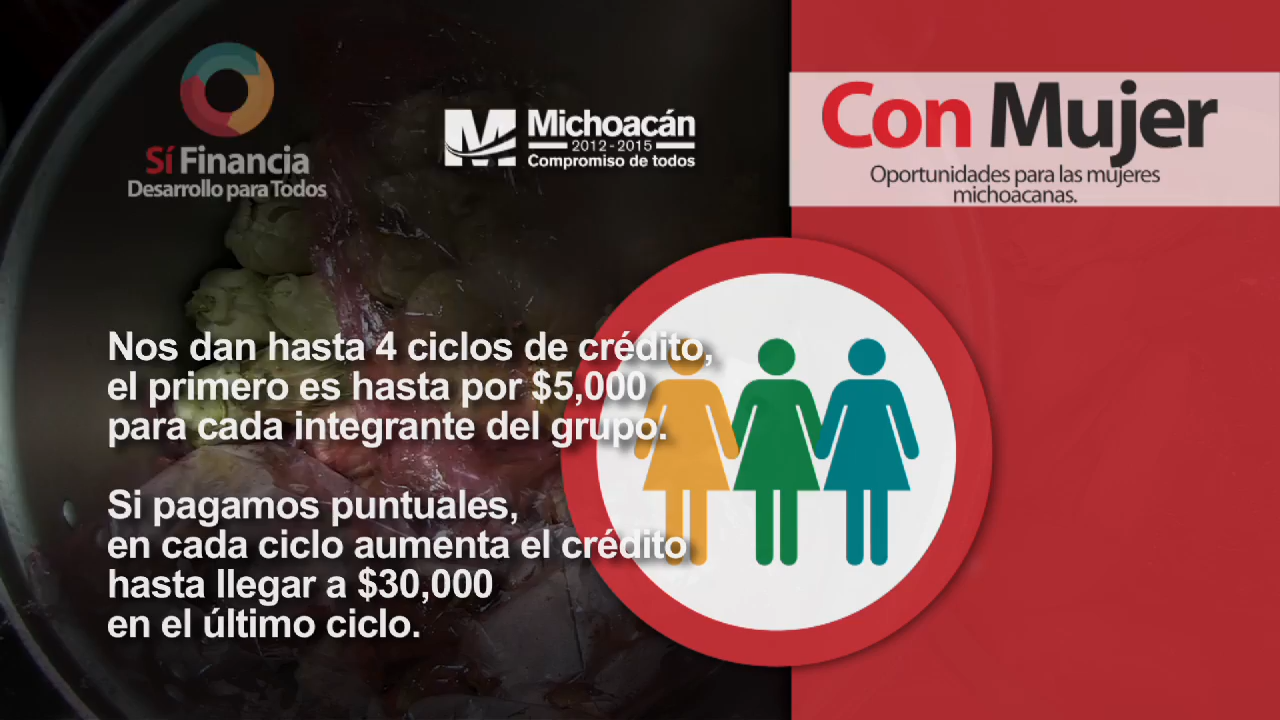 Sí Financia
Desarrollo para Todos
M Michoacán
2012-2015
Compromiso de todos
Con Mujer
Oportunidades para las mujeres
michoacanas.
Nos dan hasta 4 ciclos de crédito,
el primero es hasta por $5,000
para cada integrante del grupo.
Si pagamos puntuales,
en cada ciclo aumenta el crédito
hasta llegar a $30,000
en el último ciclo.